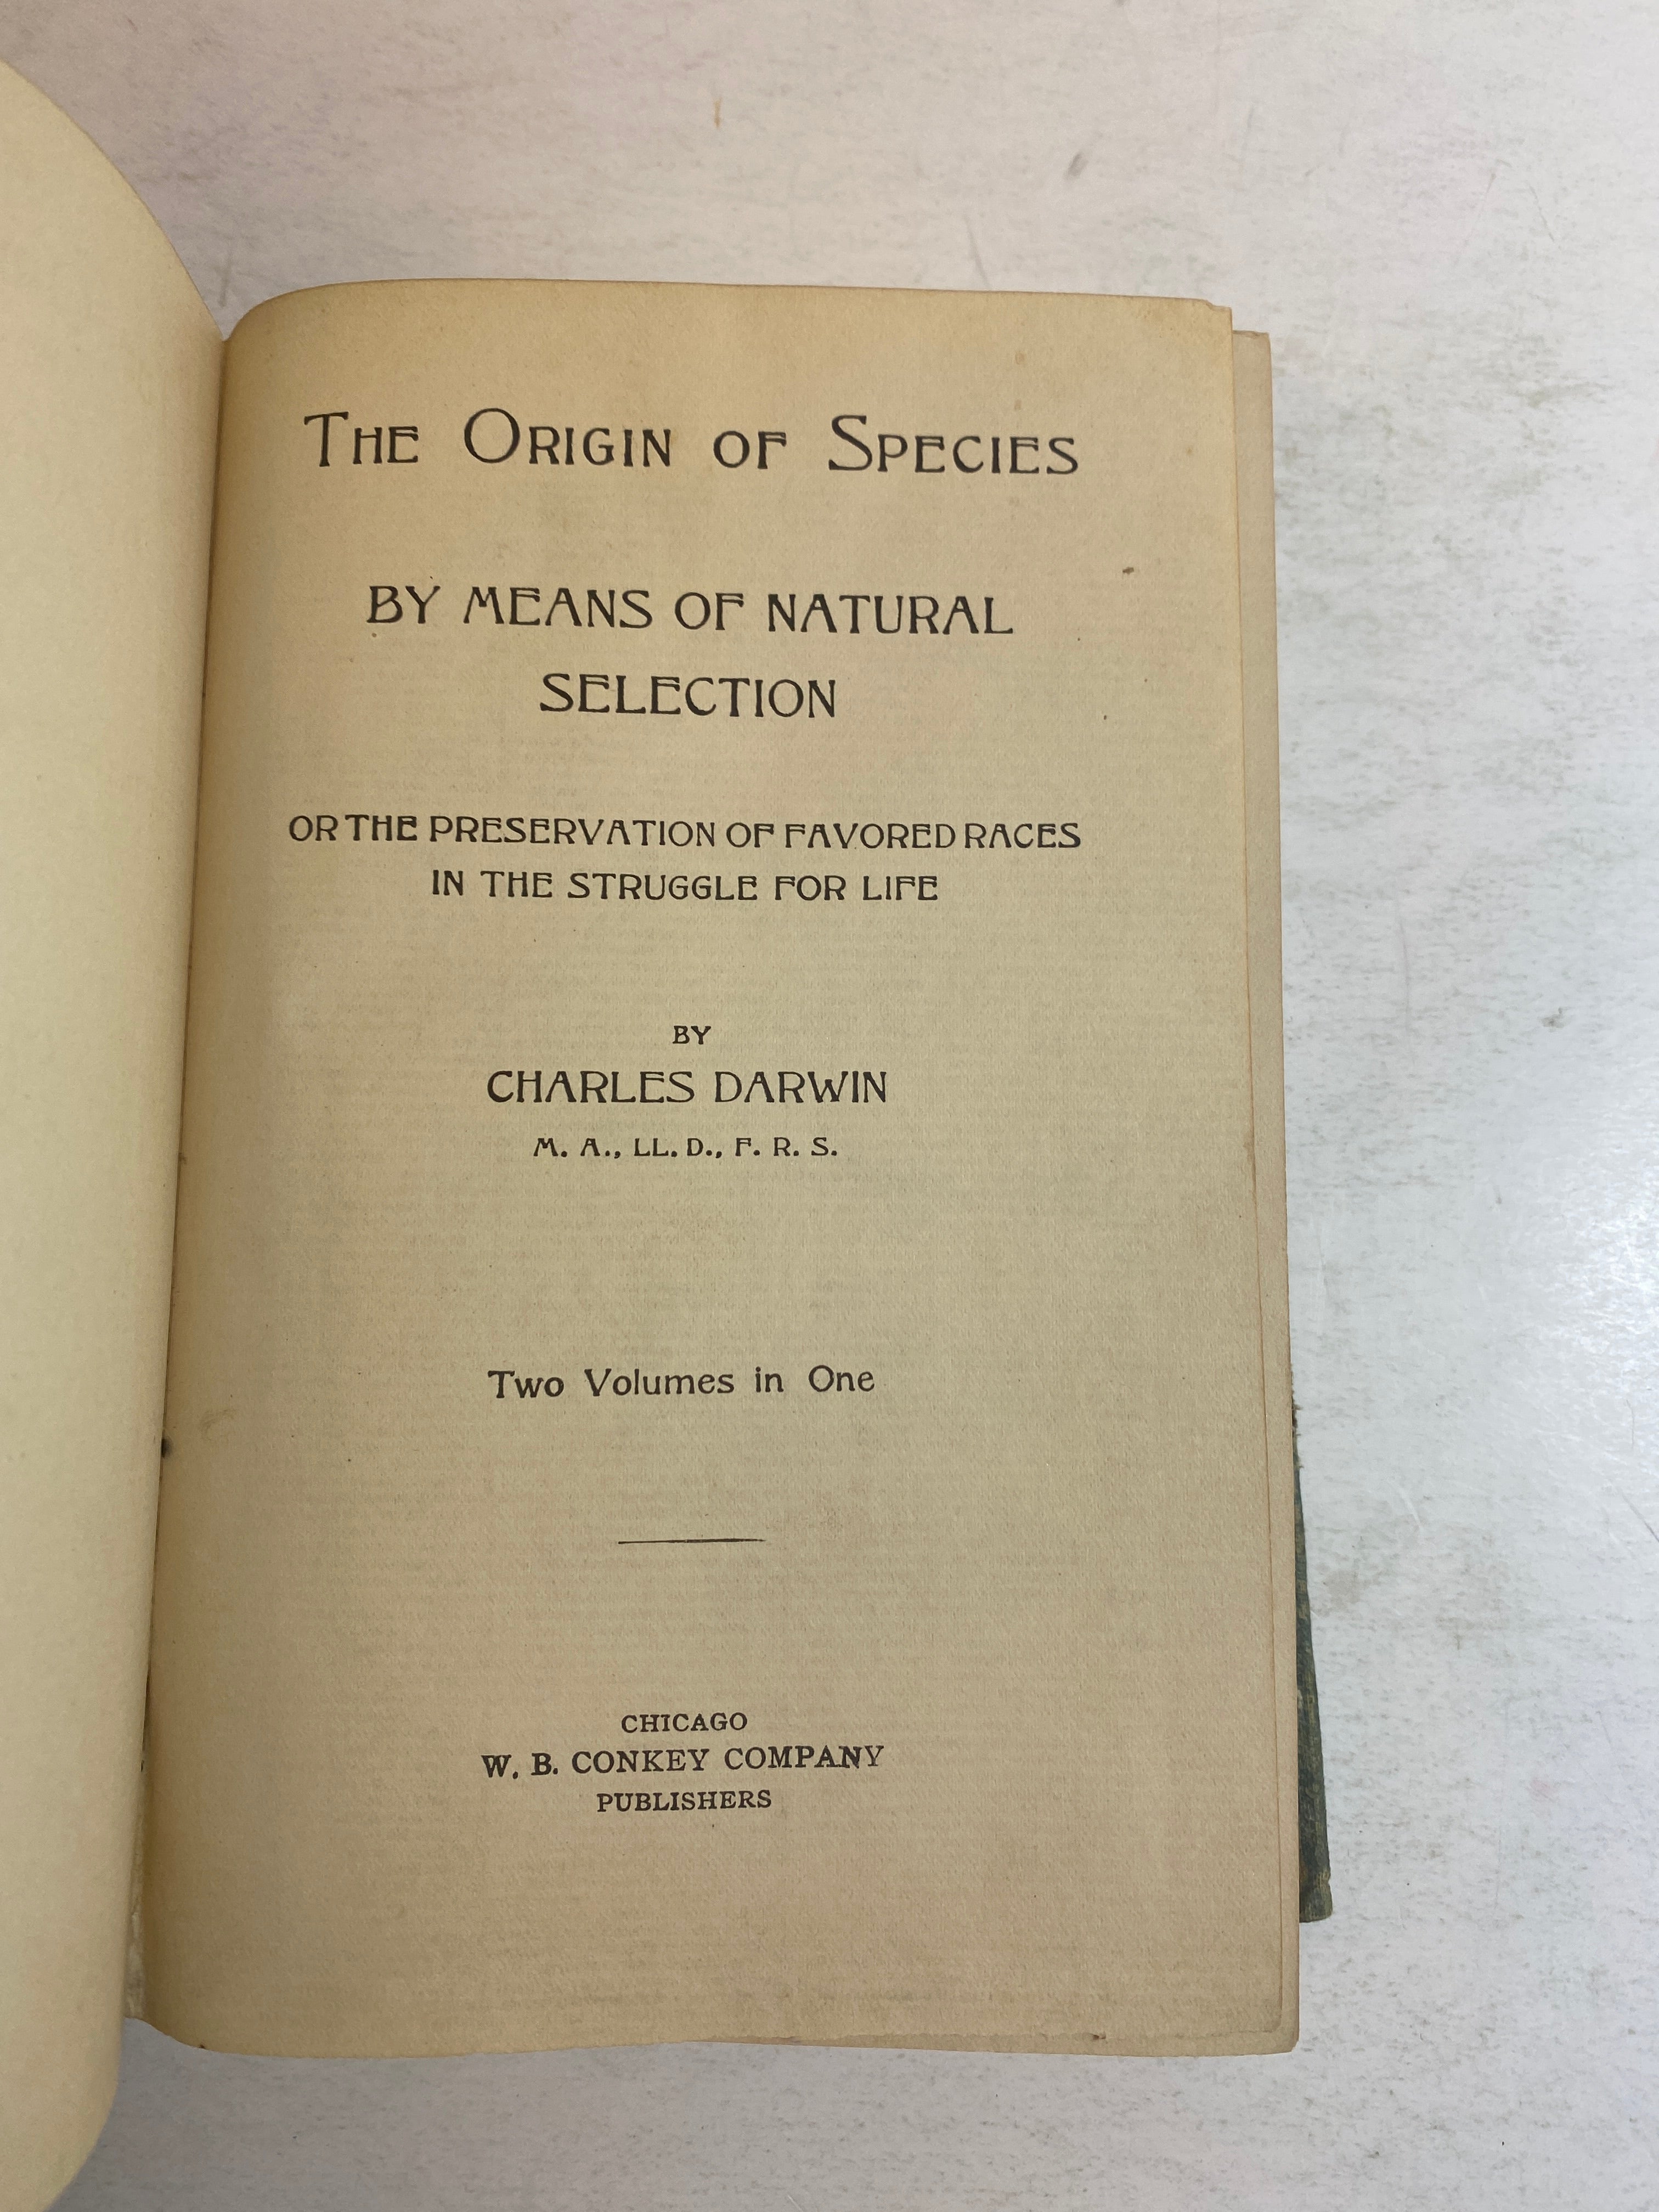 The Origin of Species
BY MEANS OF NATURAL
SELECTION
OR THE PRESERVATION OF FAVORED RACES
IN THE STRUGGLE FOR LIFE
BY
CHARLES DARWIN
M. A., LL. D., F. R. S.
Two Volumes in One
CHICAGO
W. B. CONKEY COMPANY
PUBLISHERS